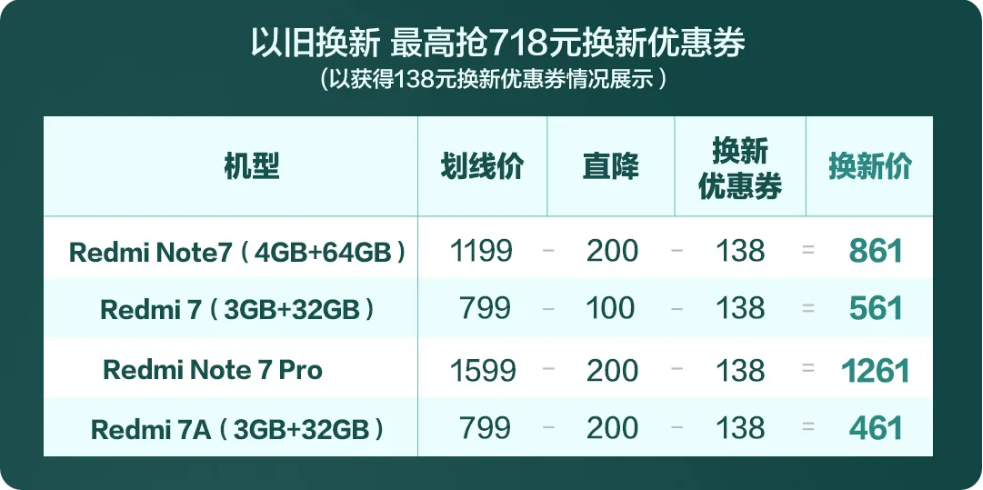 以旧换新 最高抢718元换新优惠券
(以获得138元换新优惠券情况展示)
机型 划线价 直降 换新优惠券 换新价
Redmi Note7(4GB+64GB) 1199 - 200 - 138 = 861
Redmi 7(3GB+32GB) 799 - 100 - 138 = 561
Redmi Note 7 Pro 1599 - 200 - 138 = 1261
Redmi 7A(3GB+32GB) 799 - 200 - 138 = 461